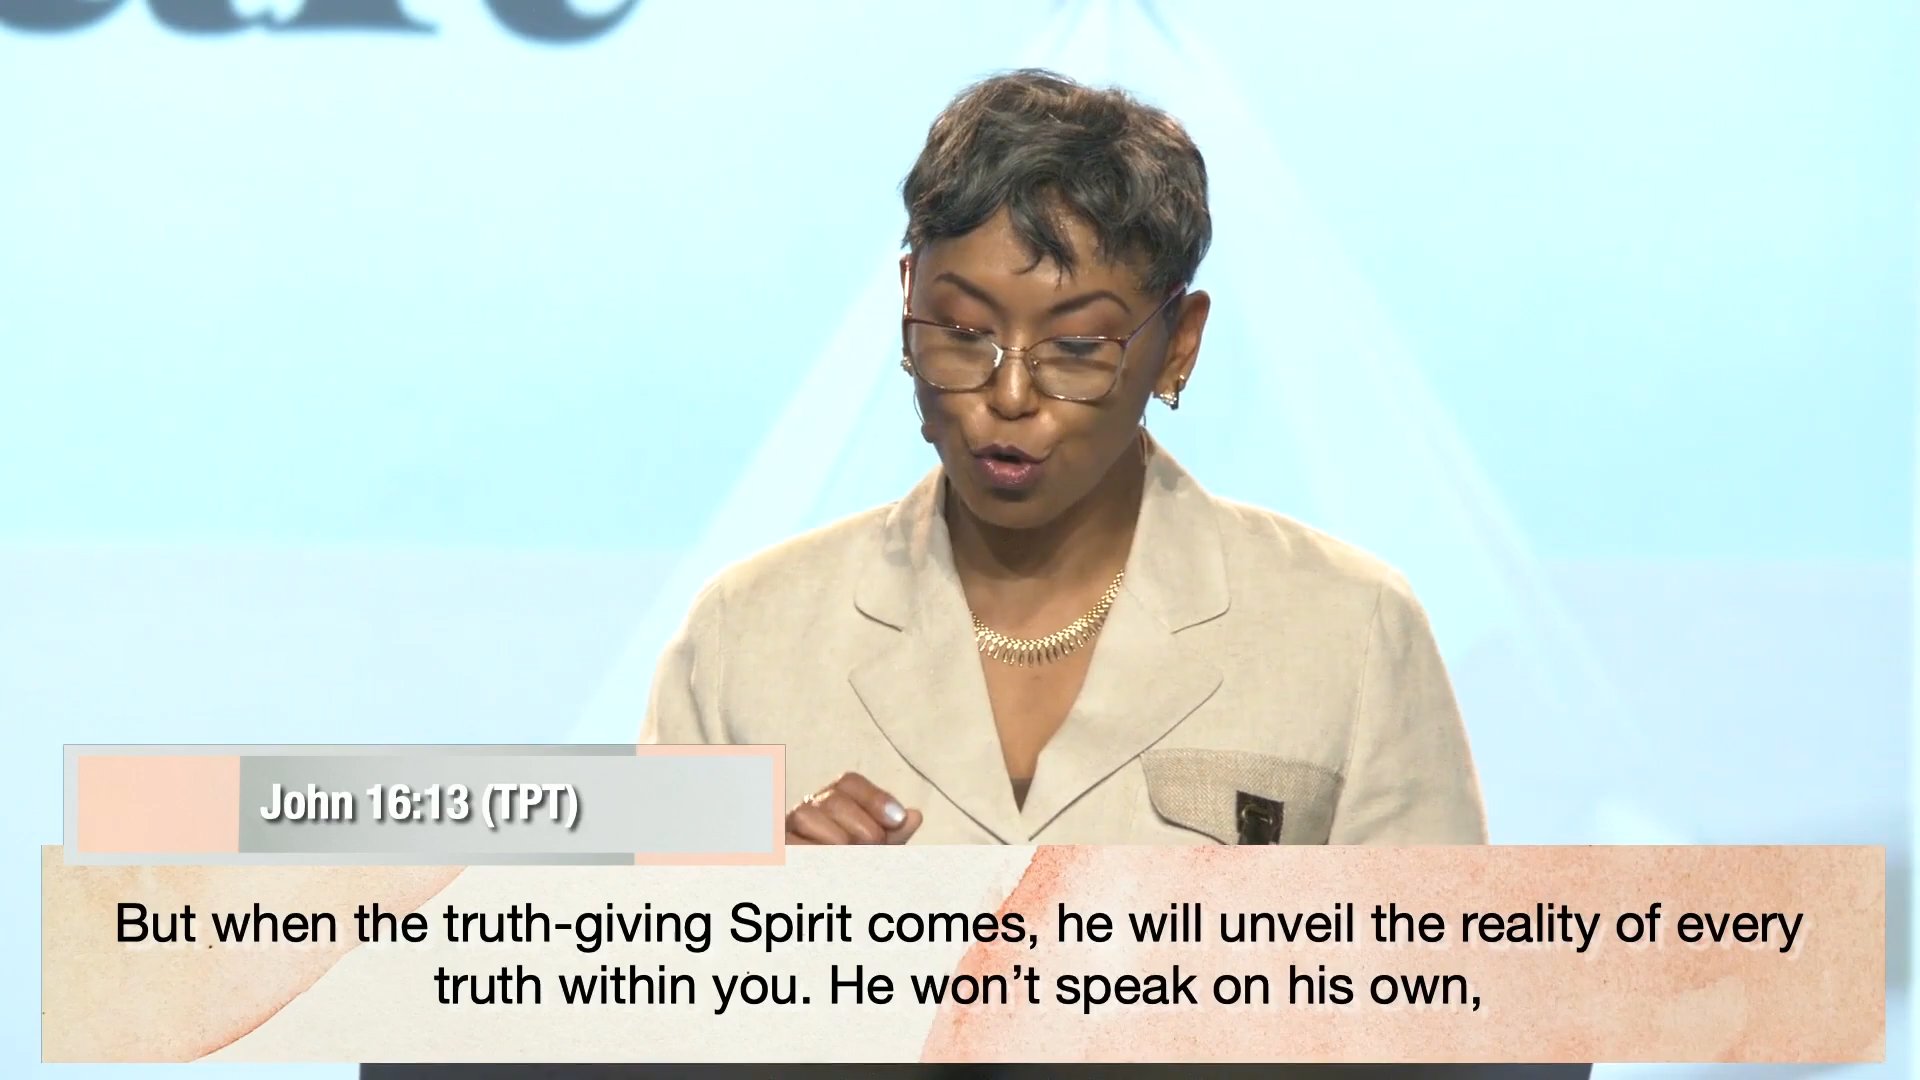 John 16:13 (TPT)
But when the truth-giving Spirit comes, he will unveil the reality of every
truth within you. He won’t speak on his own,